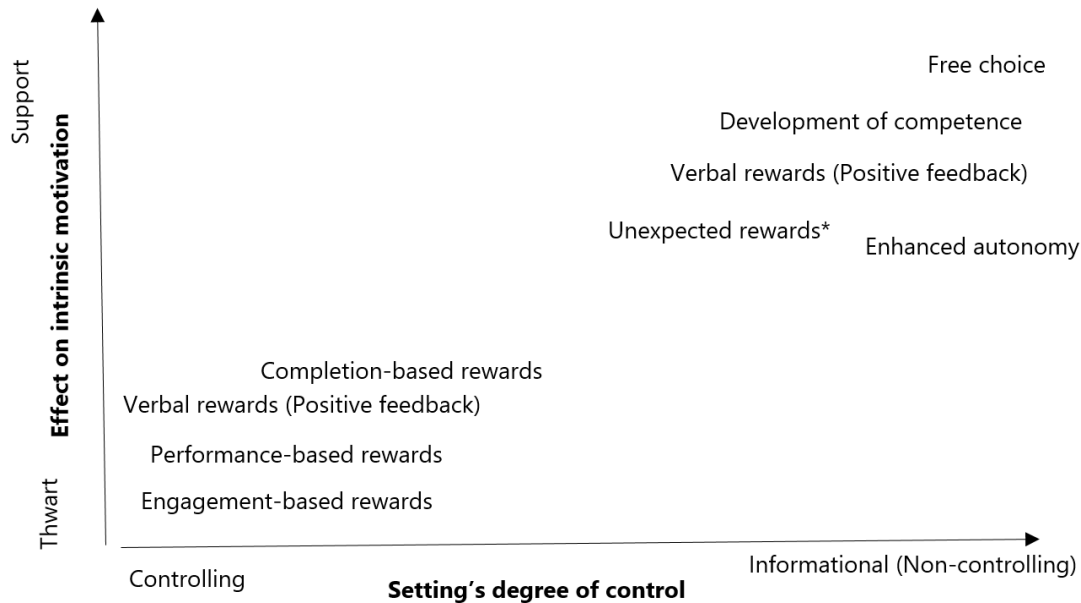 Support
Effect on intrinsic motivation
Thwart
Free choice
Development of competence
Verbal rewards (Positive feedback)
Unexpected rewards*
Enhanced autonomy
Completion-based rewards
Verbal rewards (Positive feedback)
Performance-based rewards
Engagement-based rewards
Controlling
Setting’s degree of control
Informational (Non-controlling)